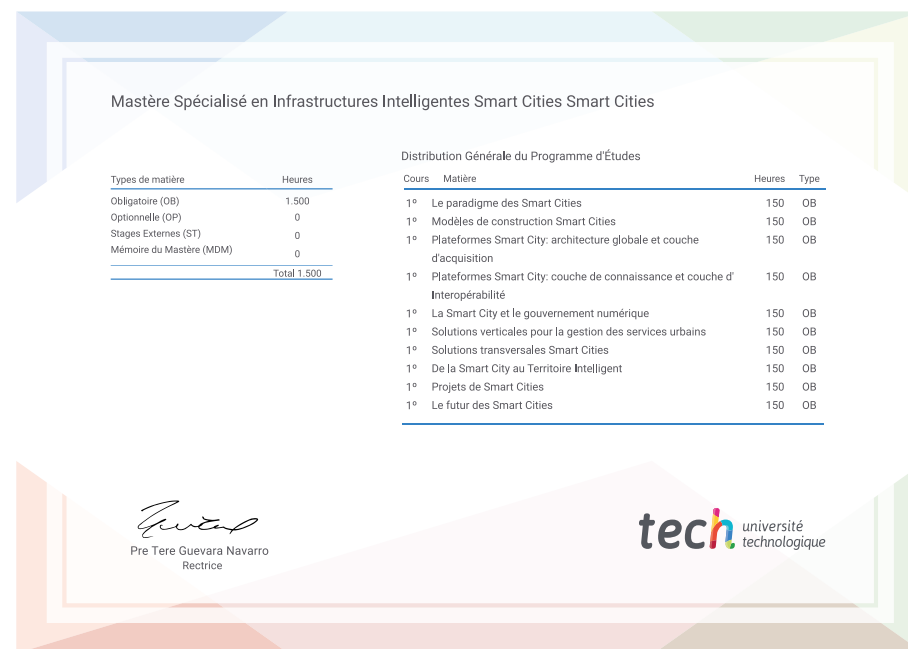 Mastère Spécialisé en Infrastructures Intelligentes Smart Cities Smart Cities
Types de matière Heures
Obligatoire (OB) 1.500
Optionnelle (OP) 0
Stages Externes (ST) 0
Mémoire du Mastère (MDM) 0
Total 1.500
Distribution Générale du Programme d'Études
Cours Matière Heures Type
1º Le paradigme des Smart Cities 150 OB
1º Modèles de construction Smart Cities 150 OB
1º Plateformes Smart City: architecture globale et couche 150 OB
d'acquisition
1º Plateformes Smart City: couche de connaissance et couche d' 150 OB
Interopérabilité
1º La Smart City et le gouvernement numérique 150 OB
1º Solutions verticales pour la gestion des services urbains 150 OB
1º Solutions transversales Smart Cities 150 OB
1º De la Smart City au Territoire Intelligent 150 OB
1º Projets de Smart Cities 150 OB
1º Le futur des Smart Cities 150 OB
Pre Tere Guevara Navarro
Rectrice
tech université
technologique